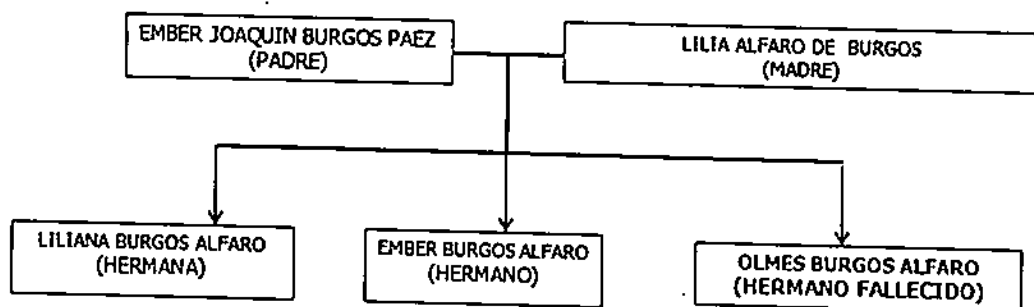 EMBER JOAQUIN BURGOS PAEZ
(PADRE)
LILIA ALFARO DE BURGOS
(MADRE)
LILIANA BURGOS ALFARO
(HERMANA)
EMBER BURGOS ALFARO
(HERMANO)
OLMES BURGOS ALFARO
(HERMANO FALLECIDO)